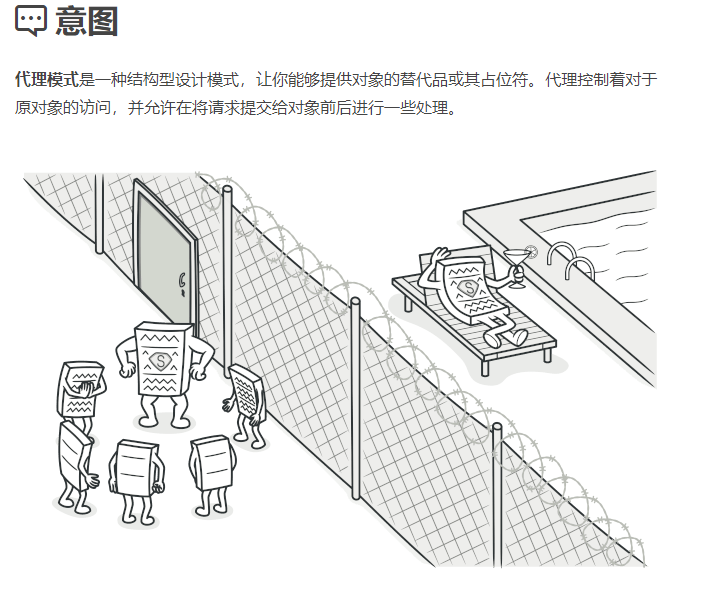 意图
代理模式是一种结构型设计模式，让你能够提供对象的替代品或其占位符。代理控制着对于
原对象的访问，并允许在将请求提交给对象前后进行一些处理。
S
S